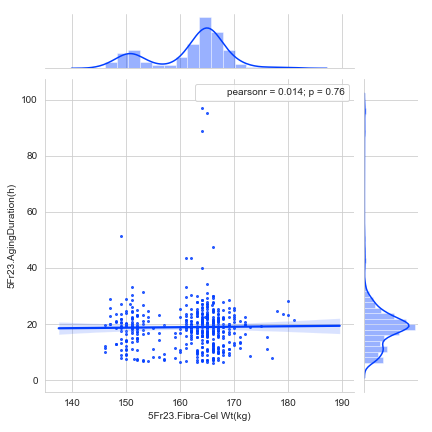 pearsonr = 0.014; p = 0.76
100
80
60
40
20
0
5Fr23.AgingDuration(h)
140 150 160 170 180 190
5Fr23.Fibra-Cel Wt(kg)